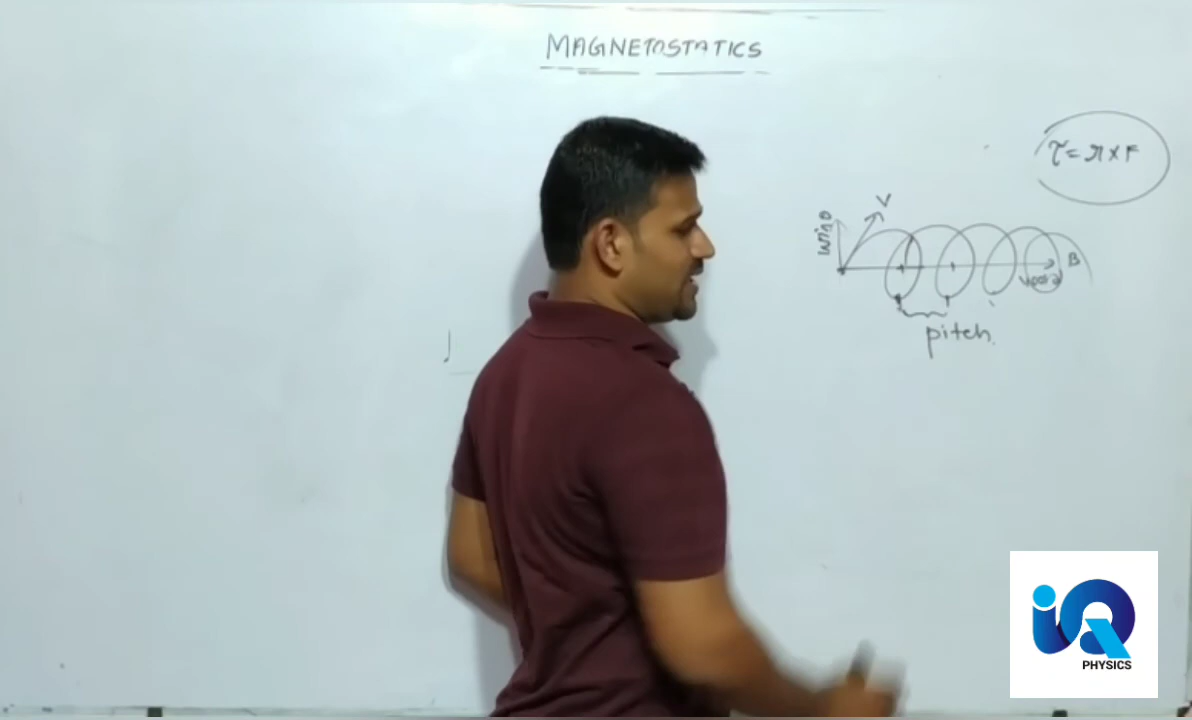 MAGNETOSTATICS
τ = r × F
V
B
pitch.
iQ
PHYSICS